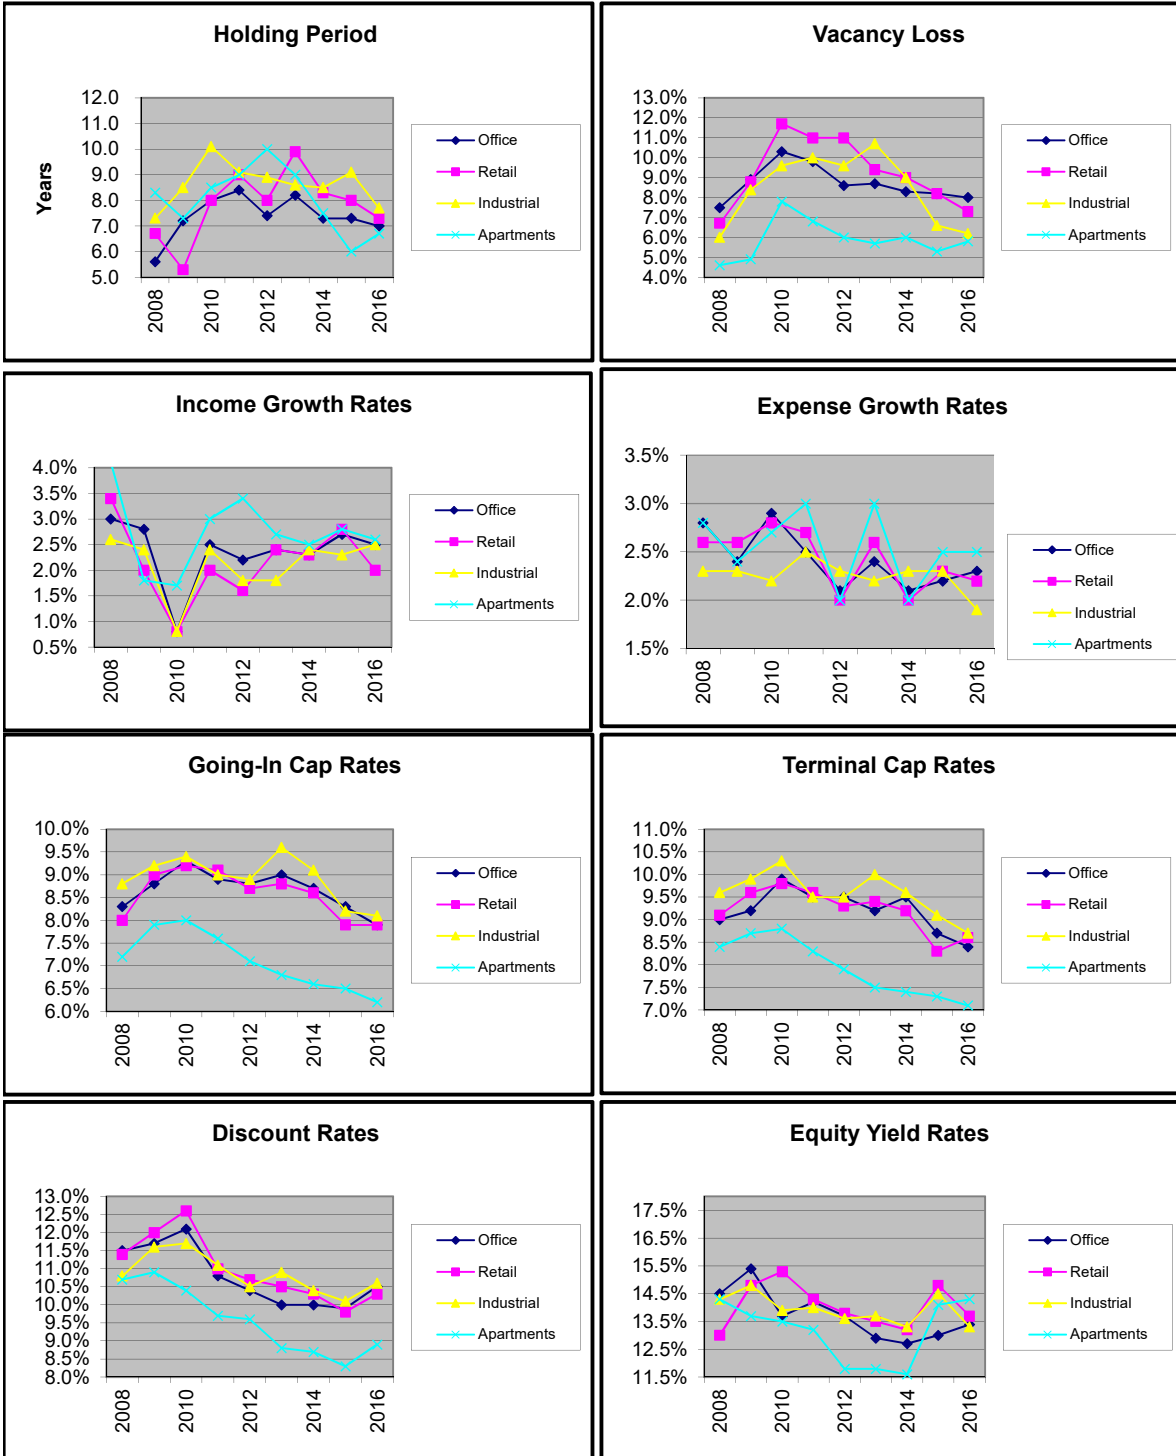 Holding Period
12.0
11.0
10.0
9.0
8.0
7.0
6.0
5.0
Years
2008
2010
2012
2014
2016
Office
Retail
Industrial
Apartments
Vacancy Loss
13.0%
12.0%
11.0%
10.0%
9.0%
8.0%
7.0%
6.0%
5.0%
4.0%
2008
2010
2012
2014
2016
Office
Retail
Industrial
Apartments
Income Growth Rates
4.0%
3.5%
3.0%
2.5%
2.0%
1.5%
1.0%
0.5%
2008
2010
2012
2014
2016
Office
Retail
Industrial
Apartments
Expense Growth Rates
3.5%
3.0%
2.5%
2.0%
1.5%
2008
2010
2012
2014
2016
Office
Retail
Industrial
Apartments
Going-In Cap Rates
10.0%
9.5%
9.0%
8.5%
8.0%
7.5%
7.0%
6.5%
6.0%
2008
2010
2012
2014
2016
Office
Retail
Industrial
Apartments
Terminal Cap Rates
11.0%
10.5%
10.0%
9.5%
9.0%
8.5%
8.0%
7.5%
7.0%
2008
2010
2012
2014
2016
Office
Retail
Industrial
Apartments
Discount Rates
13.0%
12.5%
12.0%
11.5%
11.0%
10.5%
10.0%
9.5%
9.0%
8.5%
8.0%
2008
2010
2012
2014
2016
Office
Retail
Industrial
Apartments
Equity Yield Rates
17.5%
16.5%
15.5%
14.5%
13.5%
12.5%
11.5%
2008
2010
2012
2014
2016
Office
Retail
Industrial
Apartments